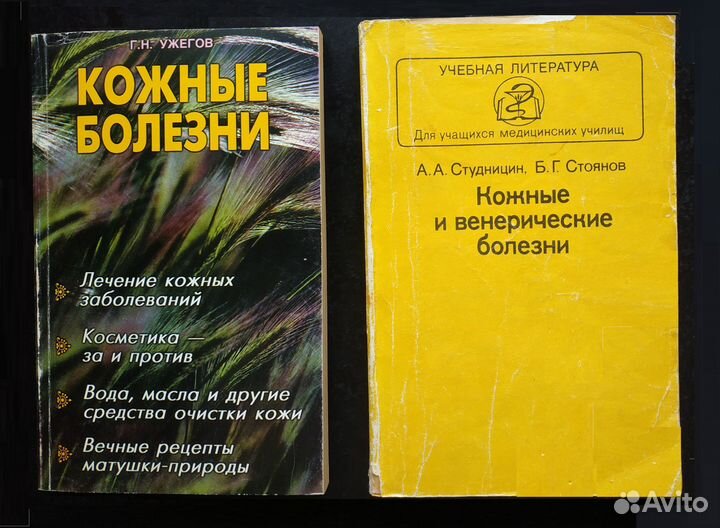 Г.Н. УЖЕГОВ
КОЖНЫЕ
БОЛЕЗНИ
Лечение кожных
заболеваний
Косметика —
за и против
Вода, масла и другие
средства очистки кожи
Вечные рецепты
матушки-природы
УЧЕБНАЯ ЛИТЕРАТУРА
Для учащихся медицинских училищ
А. А. Студницин, Б. Г. Стоянов
Кожные
и венерические
болезни
Avito